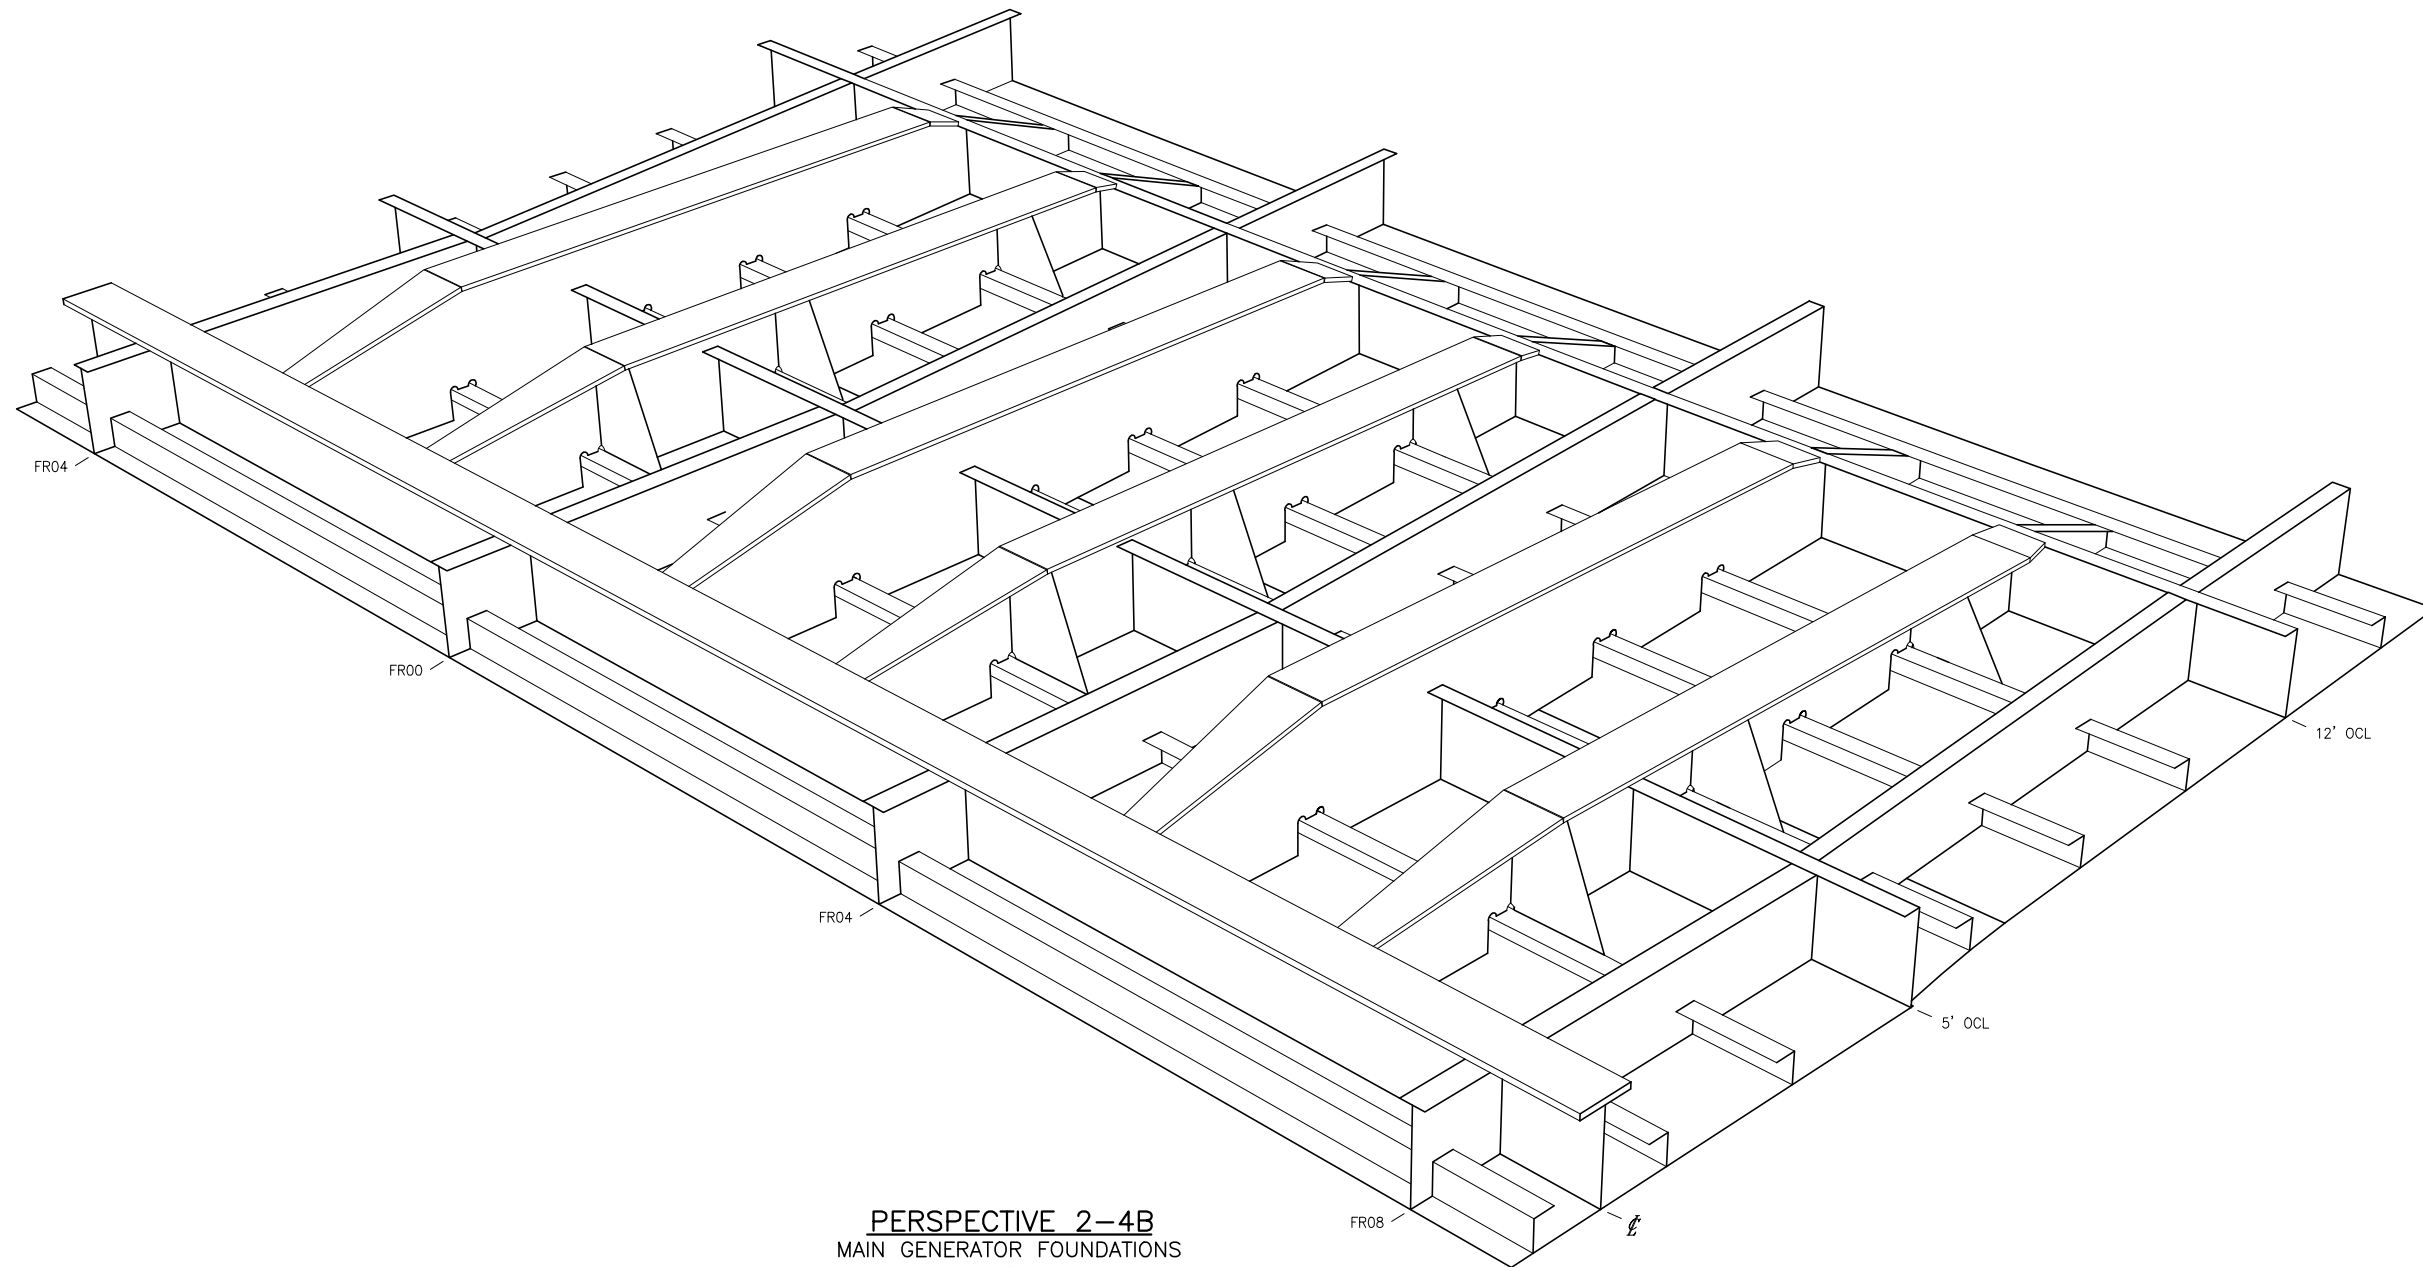 FR04
FR00
12' OCL
FR04
5' OCL
FR08
℄
PERSPECTIVE 2-4B
MAIN GENERATOR FOUNDATIONS